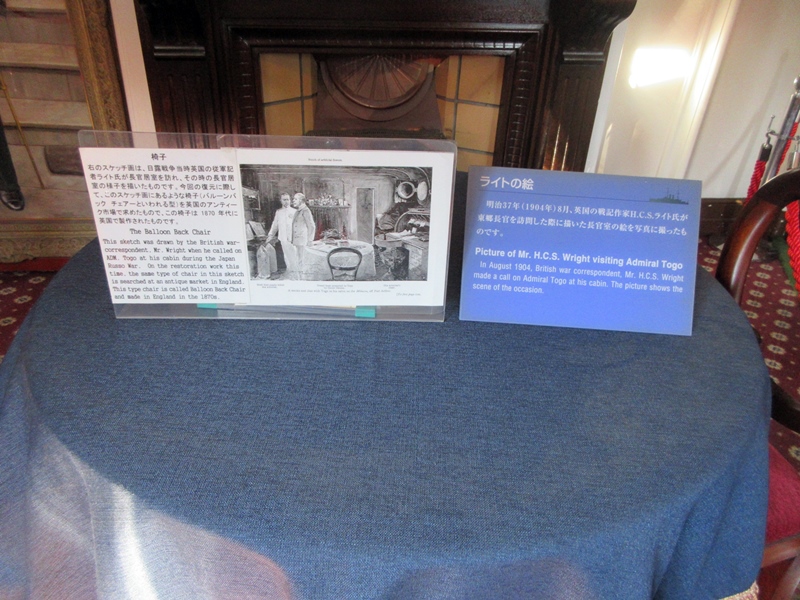 椅子
右のスケッチ画は、日露戦争当時英国の従軍記
者ライト氏が長官居室を訪れ、その時の長官居
室の様子を描いたものです。今回の復元に際し
て、このスケッチ画にあるような椅子(バルーンバ
ック チェアーといわれる型)を英国のアンティー
ク市場で求めたもので、この椅子は 1870 年代に
英国で製作されたものです。
The Balloon Back Chair
This sketch was drawn by the British war-
correspondent. Mr. Wright when he called on
ADM. Togo at his cabin during the Japan
Russo War. On the restoration work this
time, the same type of chair in this sketch
is searched at an antique market in England.
This type chair is called Balloon Back Chair
and made in England in the 1870s.
ライトの絵
明治37年(1904年)8月、英国の戦記作家H.C.S.ライト氏が
東郷長官を訪問した際に描いた長官室の絵を写真に撮ったも
のです。
Picture of Mr. H.C.S. Wright visiting Admiral Togo
In August 1904, British war correspondent, Mr. H.C.S. Wright
made a call on Admiral Togo at his cabin. The picture shows the
scene of the occasion.